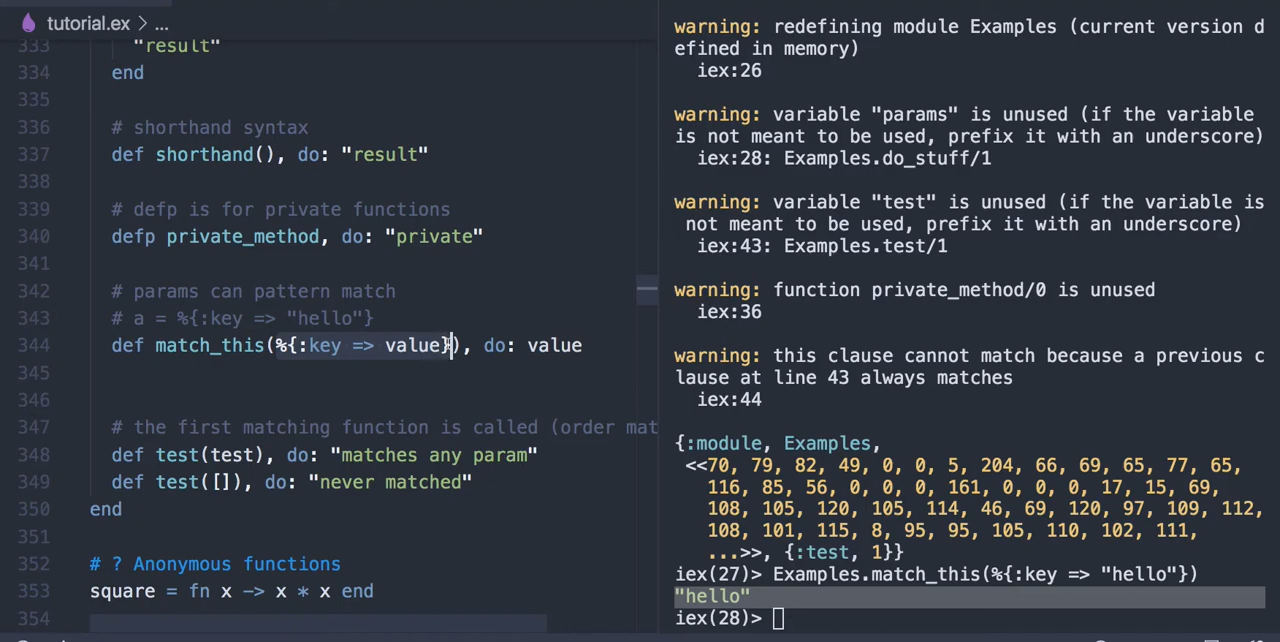 tutorial.ex > ...
333 "result"
334 end
335
336 # shorthand syntax
337 def shorthand(), do: "result"
338
339 # defp is for private functions
340 defp private_method, do: "private"
341
342 # params can pattern match
343 # a = %{:key => "hello"}
344 def match_this(%{:key => value}), do: value
345
346
347 # the first matching function is called (order mat
348 def test(test), do: "matches any param"
349 def test([]), do: "never matched"
350 end
351
352 # ? Anonymous functions
353 square = fn x -> x * x end
354
warning: redefining module Examples (current version d
efined in memory)
iex:26
warning: variable "params" is unused (if the variable
is not meant to be used, prefix it with an underscore)
iex:28: Examples.do_stuff/1
warning: variable "test" is unused (if the variable is
not meant to be used, prefix it with an underscore)
iex:43: Examples.test/1
warning: function private_method/0 is unused
iex:36
warning: this clause cannot match because a previous c
lause at line 43 always matches
iex:44
{:module, Examples,
<<70, 79, 82, 49, 0, 0, 5, 204, 66, 69, 65, 77, 65,
116, 85, 56, 0, 0, 0, 161, 0, 0, 0, 17, 15, 69,
108, 105, 120, 105, 114, 46, 69, 120, 97, 109, 112,
108, 101, 115, 8, 95, 95, 105, 110, 102, 111,
...>>, {:test, 1}}
iex(27)> Examples.match_this(%{:key => "hello"})
"hello"
iex(28)>